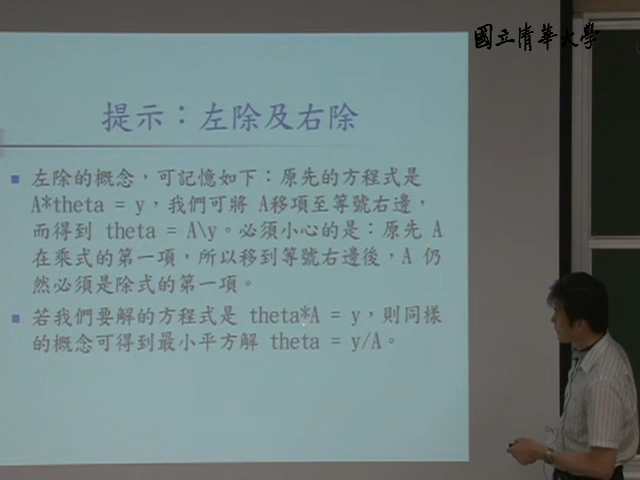 國立清華大學
提示：左除及右除
左除的概念，可記憶如下：原先的方程式是
A*theta = y，我們可將 A移項至等號右邊，
而得到 theta = A\y。必須小心的是：原先 A
在乘式的第一項，所以移到等號右邊後，A 仍
然必須是除式的第一項。
若我們要解的方程式是 theta*A = y，則同樣
的概念可得到最小平方解 theta = y/A。